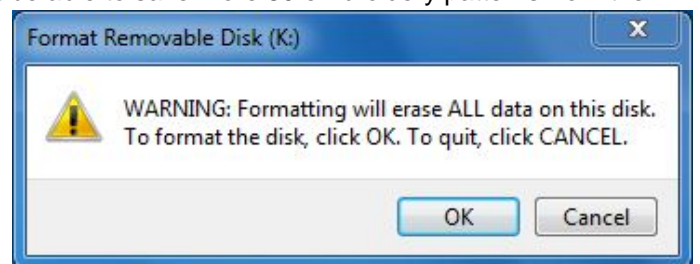 Format Removable Disk (K:)
WARNING: Formatting will erase ALL data on this disk.
To format the disk, click OK. To quit, click CANCEL.
OK Cancel